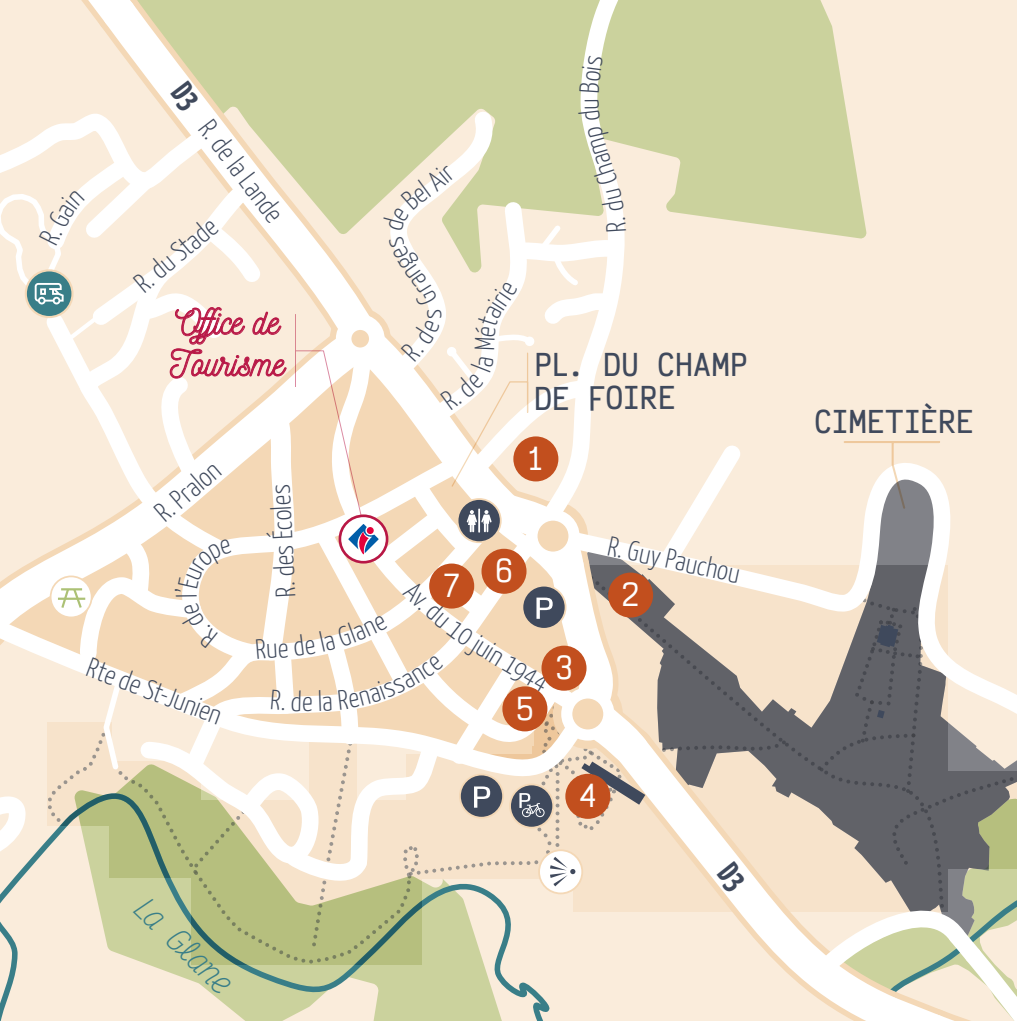 D3
R. de la Lande
R. du Champ du Bois
R. Gain
R. du Stade
R. des Granges de Bel Air
Office de
Tourisme
R. de la Métairie
PL. DU CHAMP
DE FOIRE
CIMETIÈRE
1
R. Pralon
R. des Écoles
R. de l'Europe
R. Guy Pauchou
6
7
2
P
Av. du 10 juin 1944
Rue de la Glane
R. de la Renaissance
Rte de St-Junien
3
5
P
P
4
D3
La Glane